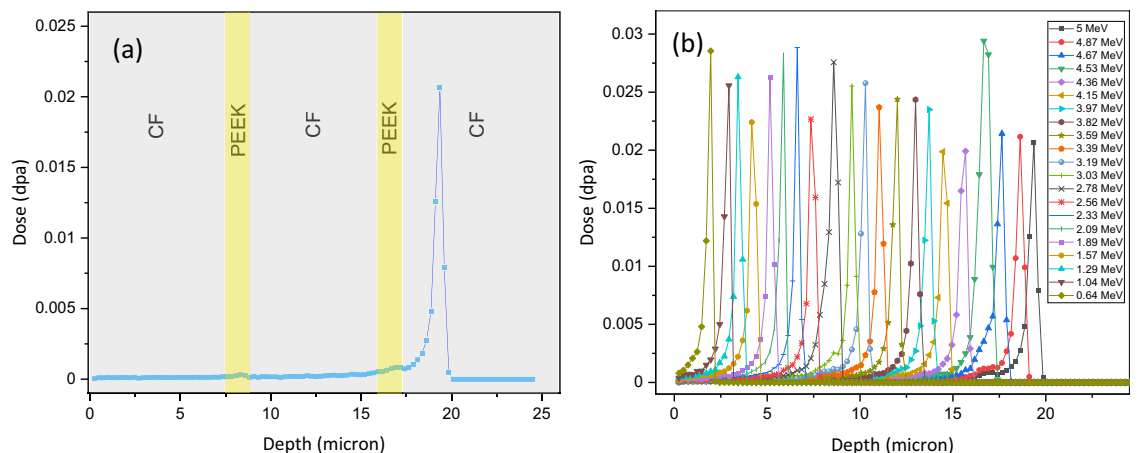 (a)
0.025
0.02
0.015
0.01
0.005
0
Dose (dpa)
CF
PEEK
CF
PEEK
CF
0
5
10
15
20
25
Depth (micron)
(b)
0.03
0.025
0.02
0.015
0.01
0.005
0
Dose (dpa)
5 MeV
4.87 MeV
4.67 MeV
4.53 MeV
4.36 MeV
4.15 MeV
3.97 MeV
3.82 MeV
3.59 MeV
3.39 MeV
3.19 MeV
3.03 MeV
2.78 MeV
2.56 MeV
2.33 MeV
2.09 MeV
1.89 MeV
1.57 MeV
1.29 MeV
1.04 MeV
0.64 MeV
0
5
10
15
20
Depth (micron)